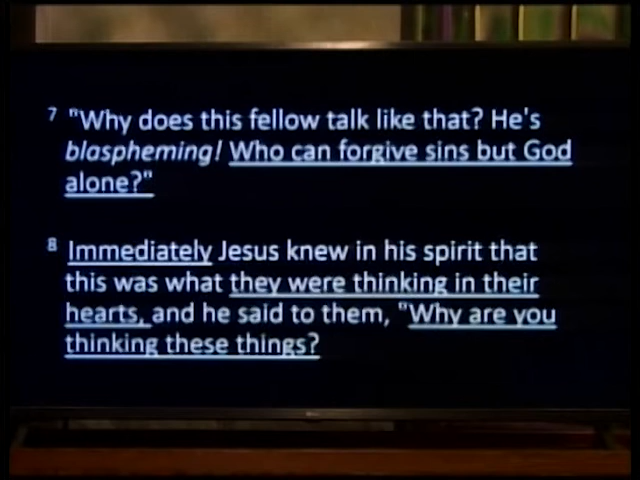 7 "Why does this fellow talk like that? He's
blaspheming! Who can forgive sins but God
alone?"
8 Immediately Jesus knew in his spirit that
this was what they were thinking in their
hearts, and he said to them, "Why are you
thinking these things?